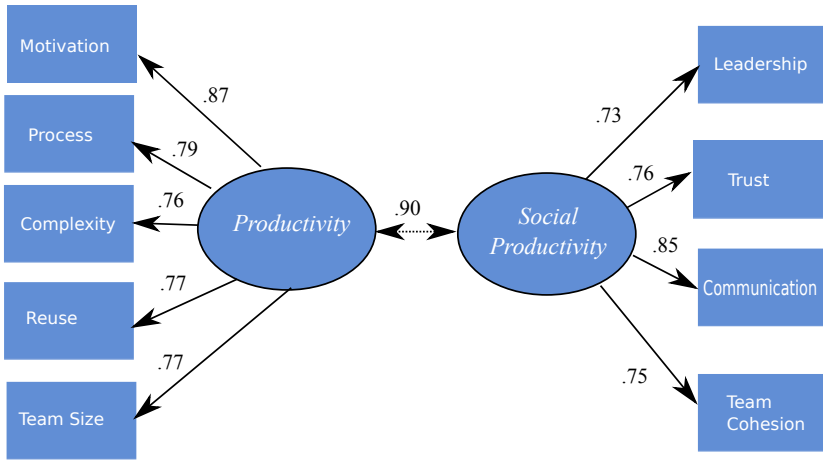 Motivation
Process
Complexity
Reuse
Team Size
.87
.79
.76
.77
.77
Productivity
.90
Social
Productivity
.73
.76
.85
.75
Leadership
Trust
Communication
Team
Cohesion